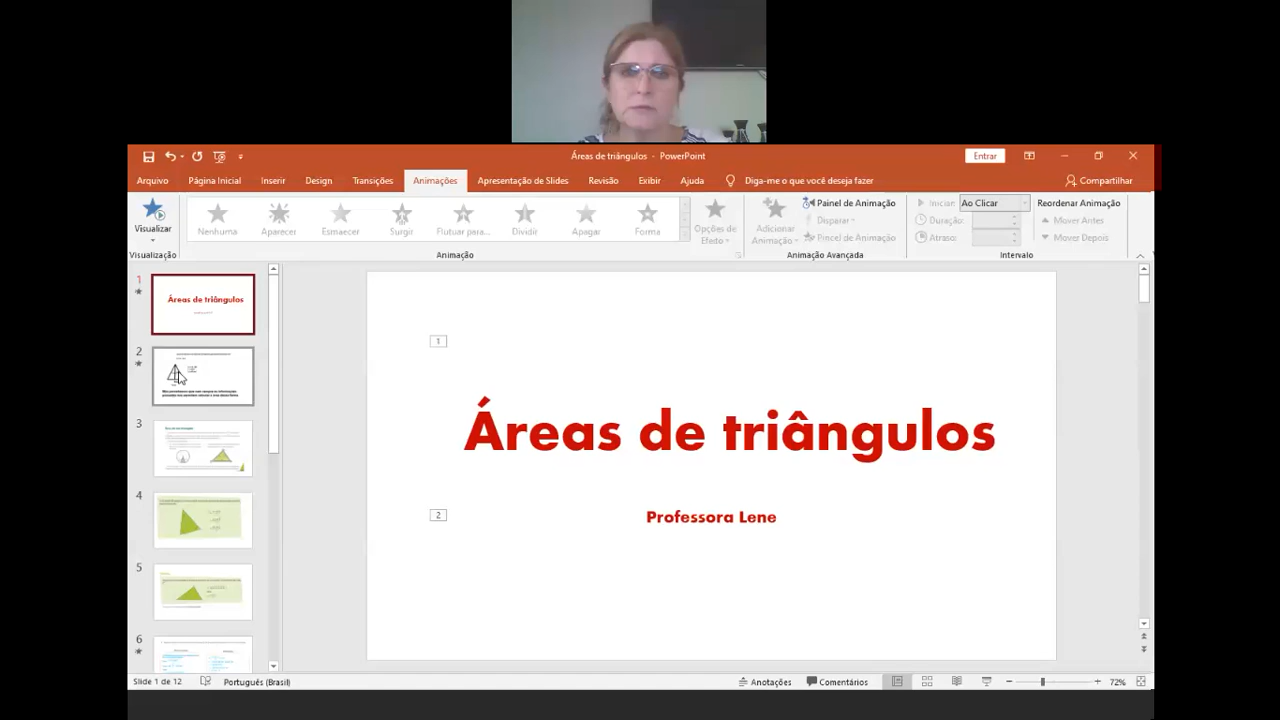 Áreas de triângulos - PowerPoint
Entrar
Arquivo
Página Inicial
Inserir
Design
Transições
Animações
Apresentação de Slides
Revisão
Exibir
Ajuda
Diga-me o que você deseja fazer
Compartilhar
Visualizar
Nenhuma
Aparecer
Esmaecer
Surgir
Flutuar para...
Dividir
Apagar
Forma
Opções de
Efeito
Adicionar
Animação
Painel de Animação
Disparar
Pincel de Animação
Iniciar: Ao Clicar
Duração:
Atraso:
Reordenar Animação
Mover Antes
Mover Depois
Visualização
Animação
Animação Avançada
Intervalo
1
Áreas de triângulos
2
3
4
5
6
1
Áreas de triângulos
2
Professora Lene
Slide 1 de 12
Português (Brasil)
Anotações
Comentários
72%